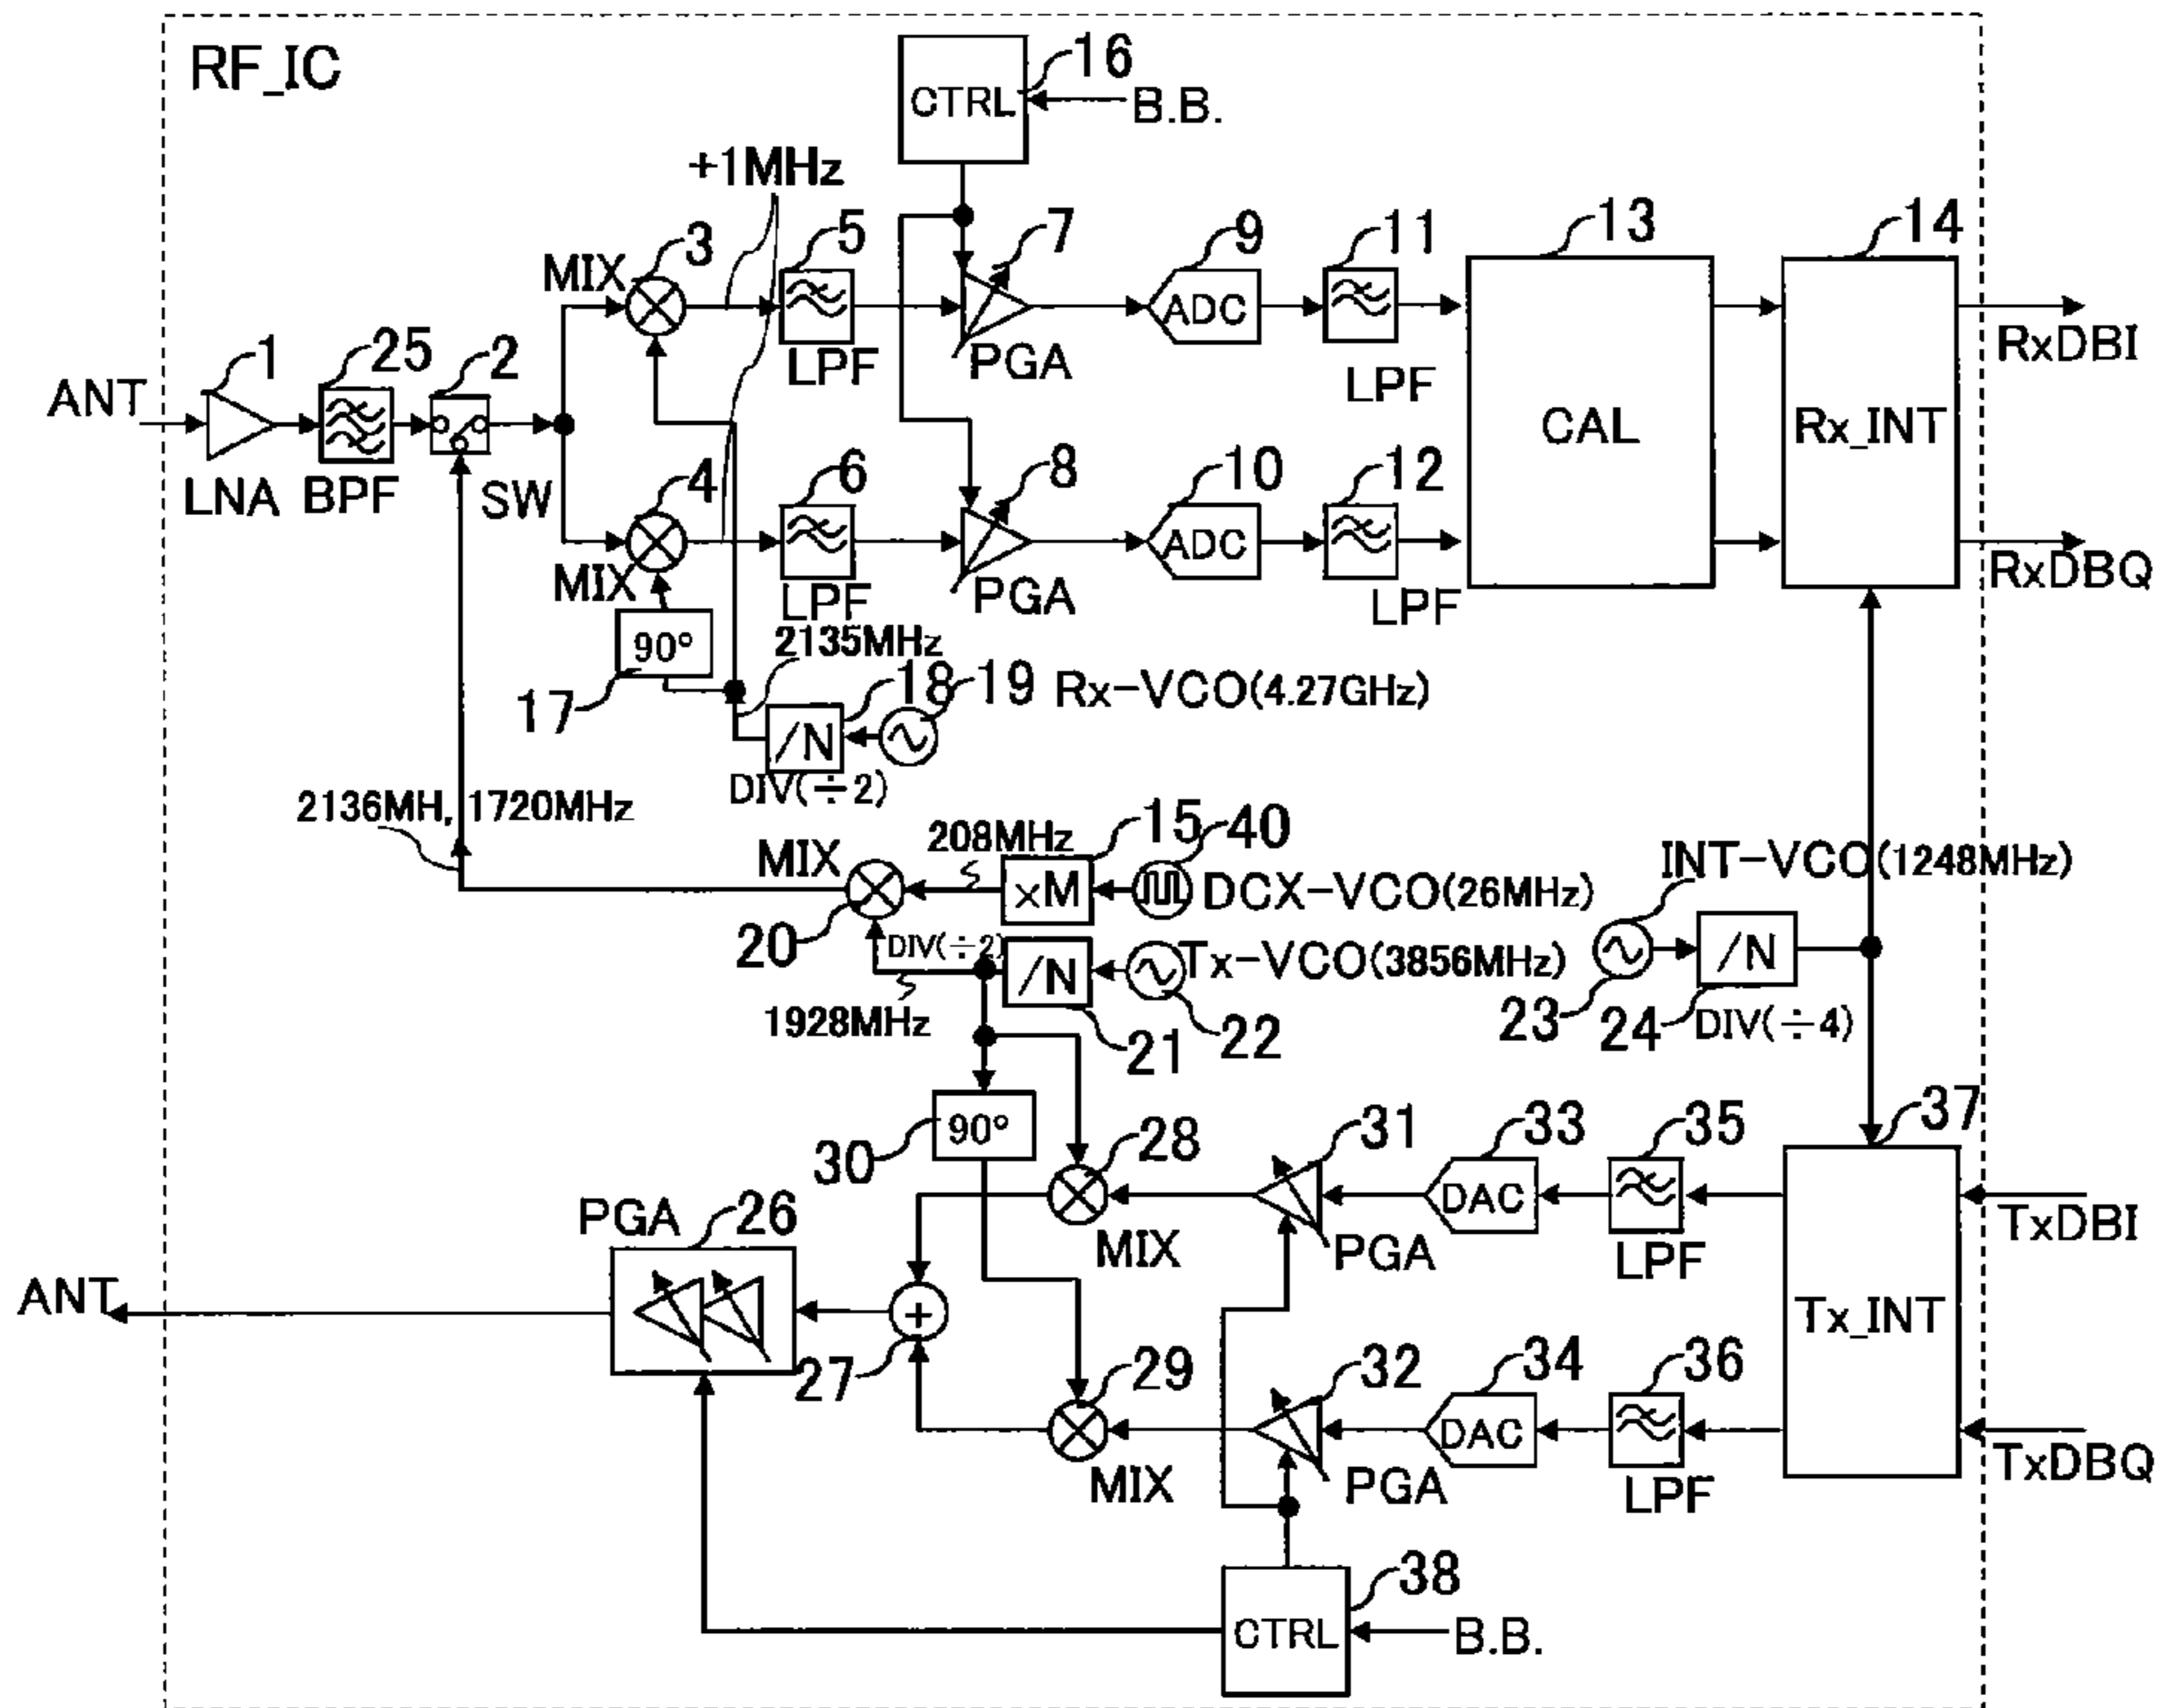 RF_IC
16
CTRL
B.B.
+1MHz
3
5
7
9
11
13
14
MIX
ADC
RxDBI
LPF
PGA
LPF
1
25
2
ANT
CAL
Rx_INT
LNA
BPF
SW
4
6
8
10
12
ADC
MIX
LPF
PGA
LPF
RxDBQ
90°
2135MHz
17
18
19
Rx-VCO(4.27GHz)
/N
DIV(÷2)
2136MH, 1720MHz
208MHz
15
40
MIX
INT-VCO(1248MHz)
×M
DCX-VCO(26MHz)
20
DIV(÷2)
/N
Tx-VCO(3856MHz)
/N
1928MHz
21
22
23
24
DIV(÷4)
90°
30
28
31
33
35
37
DAC
TxDBI
PGA
26
MIX
PGA
LPF
ANT
+
Tx_INT
27
29
32
34
36
DAC
MIX
PGA
LPF
TxDBQ
38
CTRL
B.B.